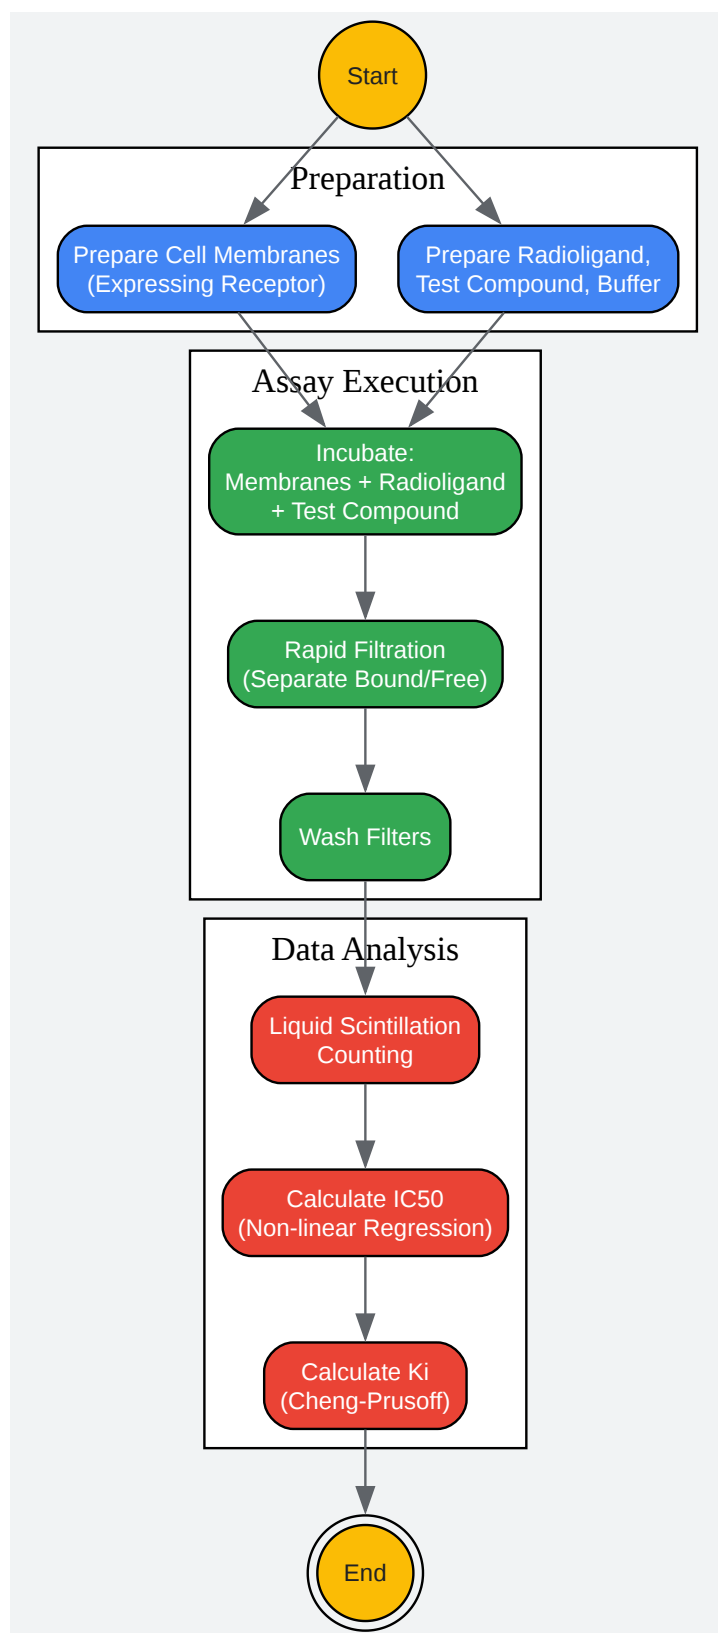 Start
Preparation
Prepare Cell Membranes
(Expressing Receptor)
Prepare Radioligand,
Test Compound, Buffer
Assay Execution
Incubate:
Membranes + Radioligand
+ Test Compound
Rapid Filtration
(Separate Bound/Free)
Wash Filters
Data Analysis
Liquid Scintillation
Counting
Calculate IC50
(Non-linear Regression)
Calculate Ki
(Cheng-Prusoff)
End